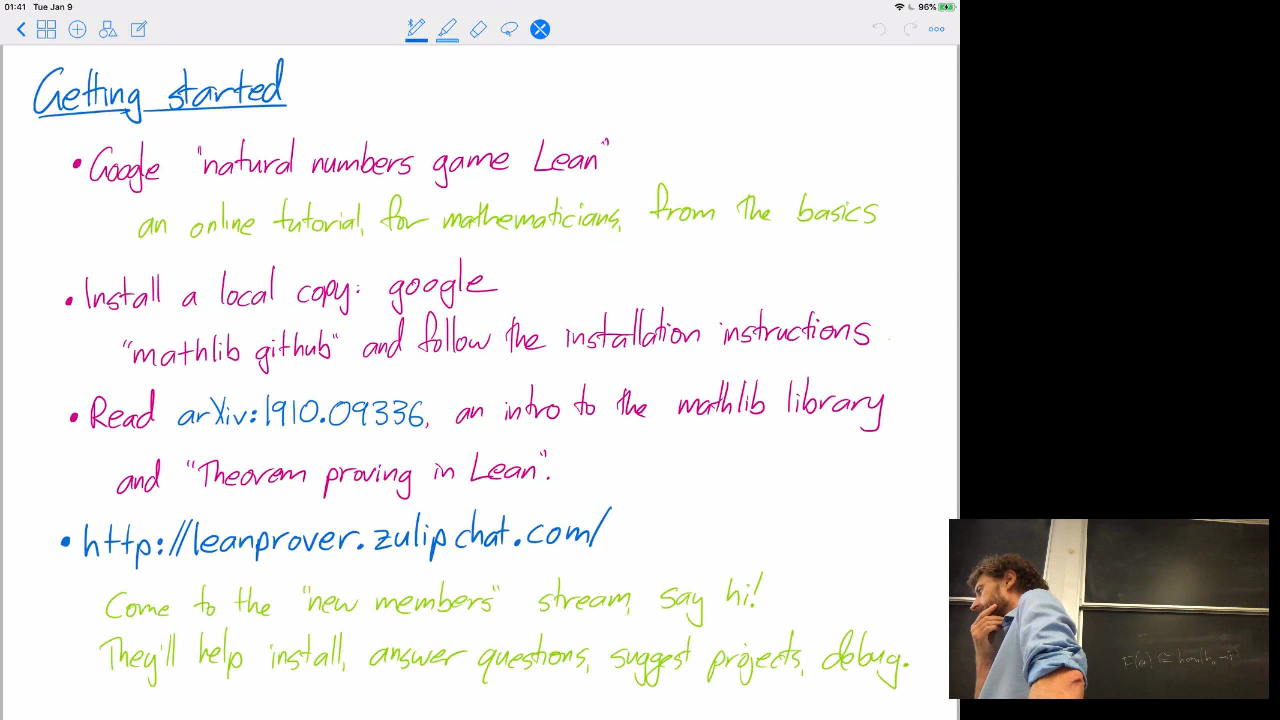 01:41 Tue Jan 9
96%
Getting started
• Google "natural numbers game Lean"
an online tutorial, for mathematicians, from the basics
• Install a local copy: google
"mathlib github" and follow the installation instructions
• Read arXiv:1910.09336, an intro to the mathlib library
and "Theorem proving in Lean".
• http://leanprover.zulipchat.com/
Come to the "new members" stream, say hi!
They'll help install, answer questions, suggest projects, debug.